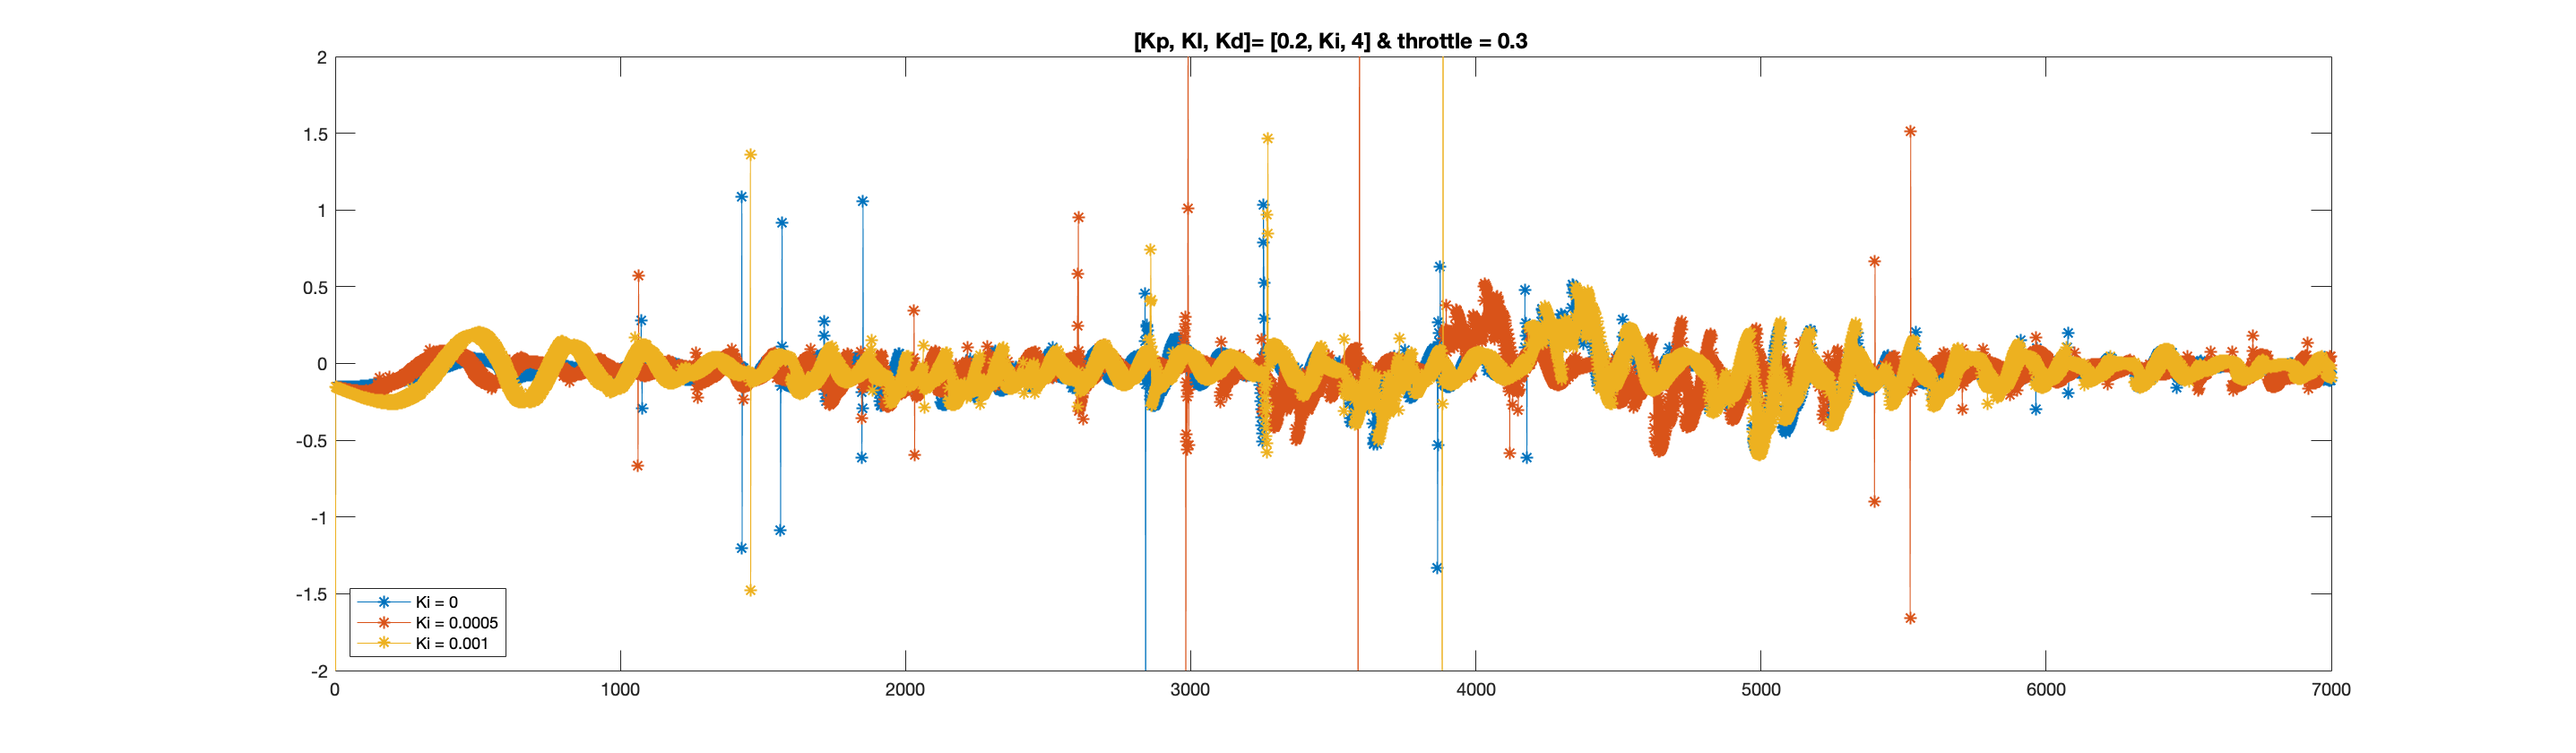 [Kp, KI, Kd]= [0.2, Ki, 4] & throttle = 0.3
2
1.5
1
0.5
0
-0.5
-1
-1.5
-2
Ki = 0
Ki = 0.0005
Ki = 0.001
0 1000 2000 3000 4000 5000 6000 7000